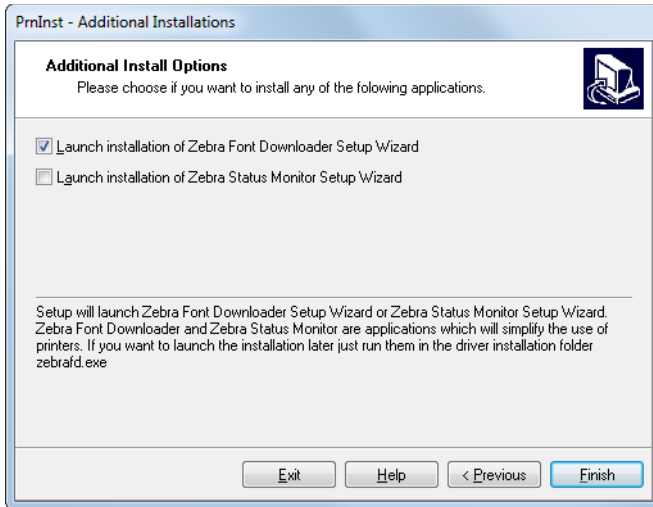 PrnInst - Additional Installations
Additional Install Options
Please choose if you want to install any of the folowing applications.
Launch installation of Zebra Font Downloader Setup Wizard
Launch installation of Zebra Status Monitor Setup Wizard
Setup will launch Zebra Font Downloader Setup Wizard or Zebra Status Monitor Setup Wizard.
Zebra Font Downloader and Zebra Status Monitor are applications which will simplify the use of
printers. If you want to launch the installation later just run them in the driver installation folder
zebrafd.exe
Exit
Help
< Previous
Finish